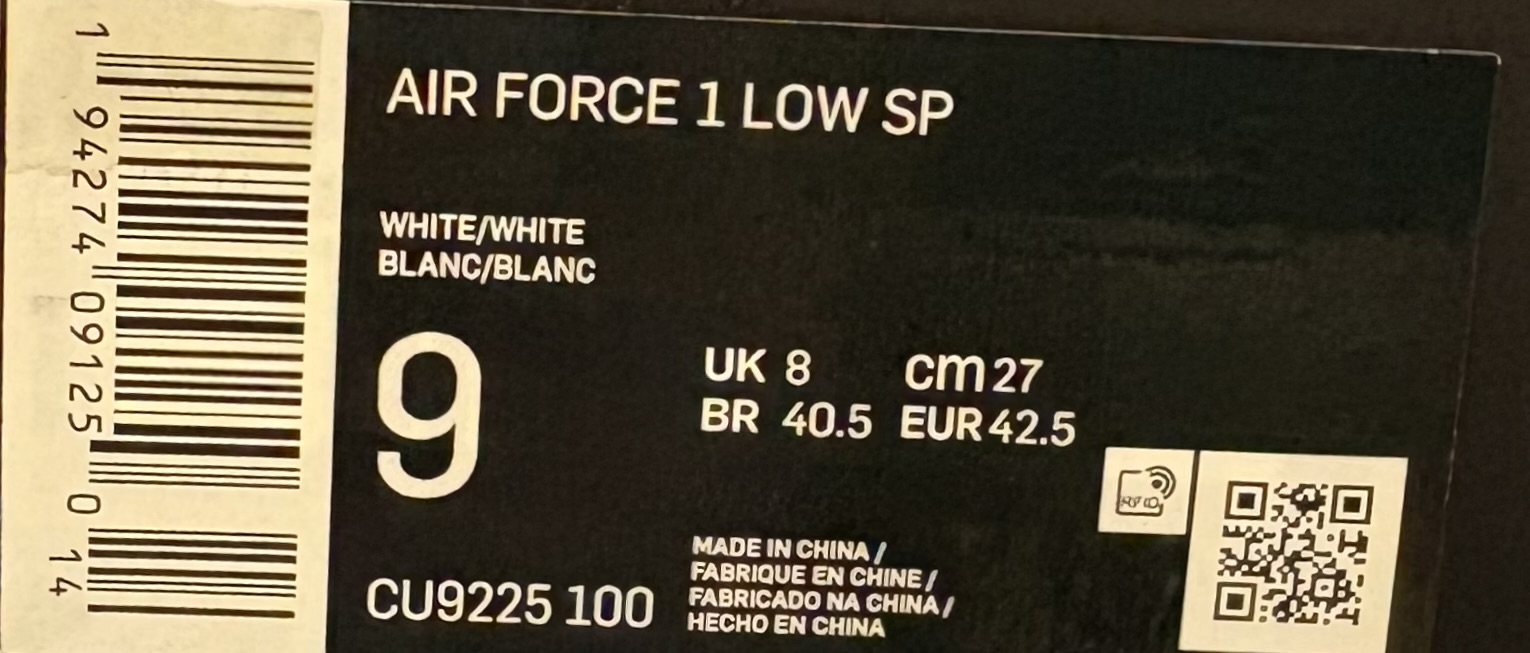 1 94274 09125 0 14
AIR FORCE 1 LOW SP
WHITE/WHITE
BLANC/BLANC
9
UK 8 cm 27
BR 40.5 EUR 42.5
CU9225 100
MADE IN CHINA /
FABRIQUE EN CHINE /
FABRICADO NA CHINA /
HECHO EN CHINA